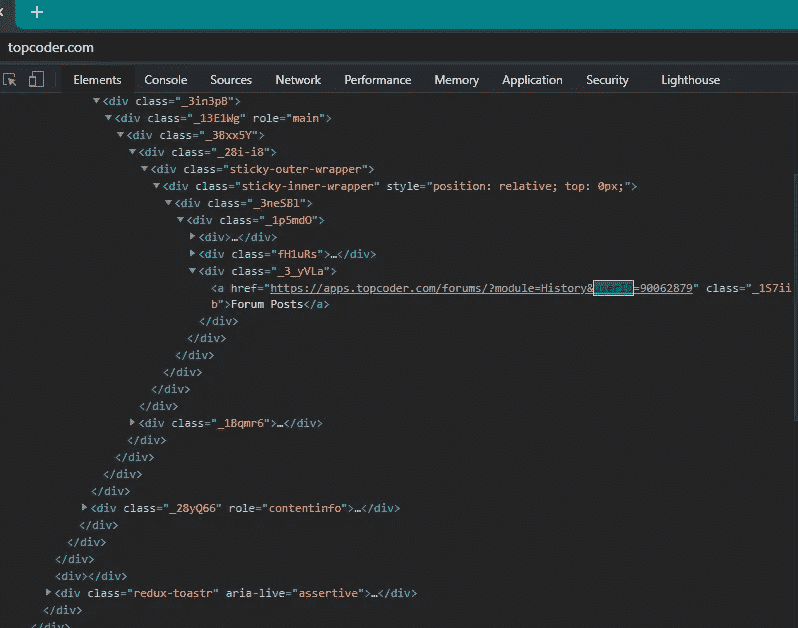 topcoder.com
Elements Console Sources Network Performance Memory Application Security Lighthouse
<div class="_3in3pB">
<div class="_13E1Wg" role="main">
<div class="_3Bxx5Y">
<div class="_28i-i8">
<div class="sticky-outer-wrapper">
<div class="sticky-inner-wrapper" style="position: relative; top: 0px;">
<div class="_3neSBl">
<div class="_1p5mdO">
<div>…</div>
<div class="fH1uRs">…</div>
<div class="_3_yVLa">
<a href="https://apps.topcoder.com/forums/?module=History& =90062879" class="_1S7ii
b">Forum Posts</a>
</div>
</div>
</div>
</div>
</div>
</div>
<div class="_1Bqmr6">…</div>
</div>
</div>
</div>
</div>
<div class="_28yQ66" role="contentinfo">…</div>
</div>
</div>
</div>
<div></div>
<div class="redux-toastr" aria-live="assertive">…</div>
</div>
</div>